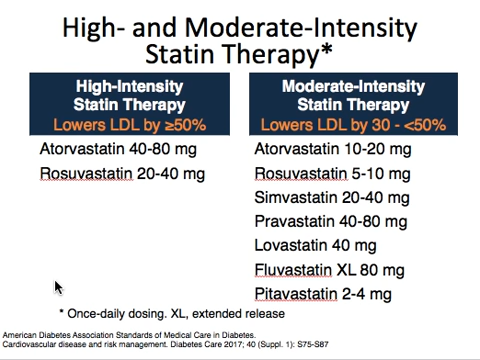 High- and Moderate-Intensity
Statin Therapy*
High-Intensity
Statin Therapy
Lowers LDL by ≥50%
Atorvastatin 40-80 mg
Rosuvastatin 20-40 mg
Moderate-Intensity
Statin Therapy
Lowers LDL by 30 - <50%
Atorvastatin 10-20 mg
Rosuvastatin 5-10 mg
Simvastatin 20-40 mg
Pravastatin 40-80 mg
Lovastatin 40 mg
Fluvastatin XL 80 mg
Pitavastatin 2-4 mg
* Once-daily dosing. XL, extended release
American Diabetes Association Standards of Medical Care in Diabetes.
Cardiovascular disease and risk management. Diabetes Care 2017; 40 (Suppl. 1): S75-S87